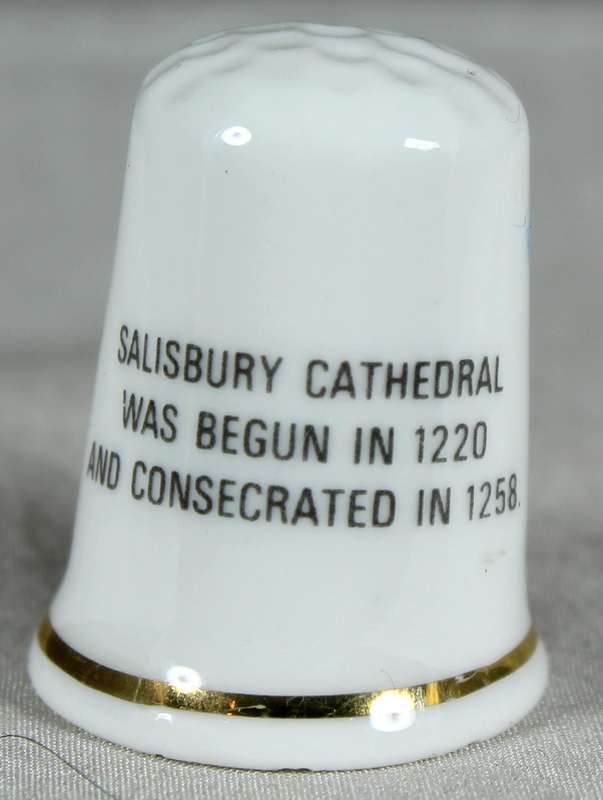 SALISBURY CATHEDRAL
WAS BEGUN IN 1220
AND CONSECRATED IN 1258.